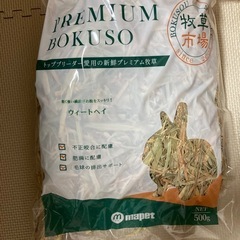 PREMIUM
BOKUSO
BOKUSO
牧草
市場
トップブリーダー愛用の新鮮プレミアム牧草
ウィートヘイ
不正咬合に配慮
肥満に配慮
毛球の排出サポート
mapet
NET
500g